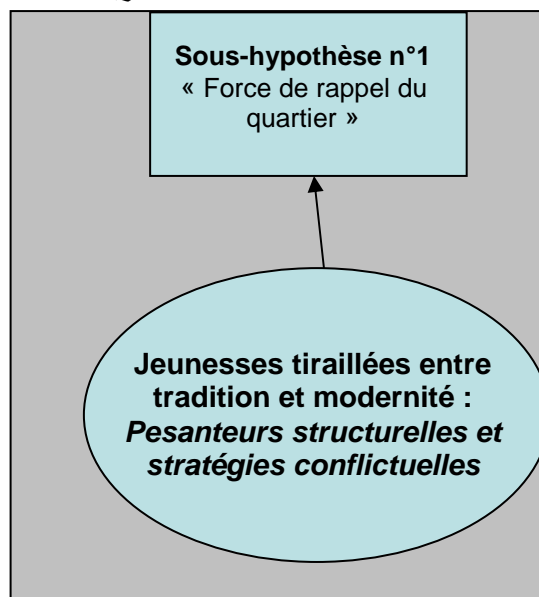 Sous-hypothèse n°1
« Force de rappel du
quartier »
Jeunesses tiraillées entre
tradition et modernité :
Pesanteurs structurelles et
stratégies conflictuelles